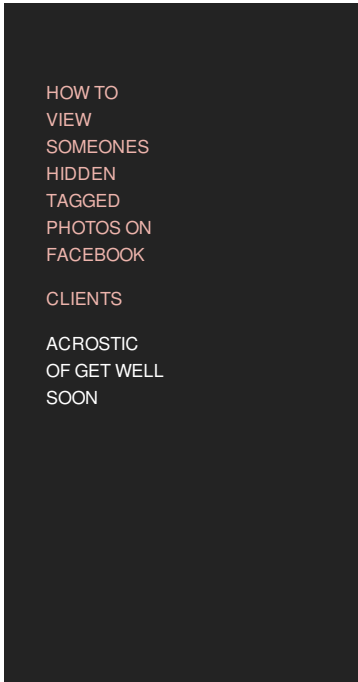 HOW TO
VIEW
SOMEONES
HIDDEN
TAGGED
PHOTOS ON
FACEBOOK
CLIENTS
ACROSTIC
OF GET WELL
SOON